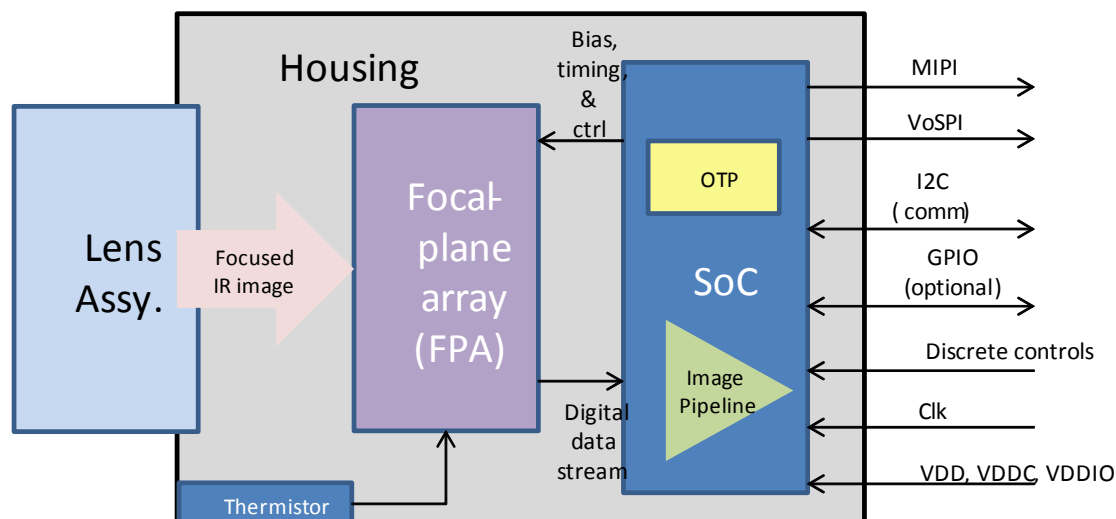 Housing
Bias,
timing,
&
ctrl
MIPI
VoSPI
OTP
I2C
( comm)
Focal-
plane
array
(FPA)
Lens
Assy.
Focused
IR image
SoC
GPIO
(optional)
Discrete controls
Image
Pipeline
Clk
Digital
data
stream
VDD, VDDC, VDDIO
Thermistor